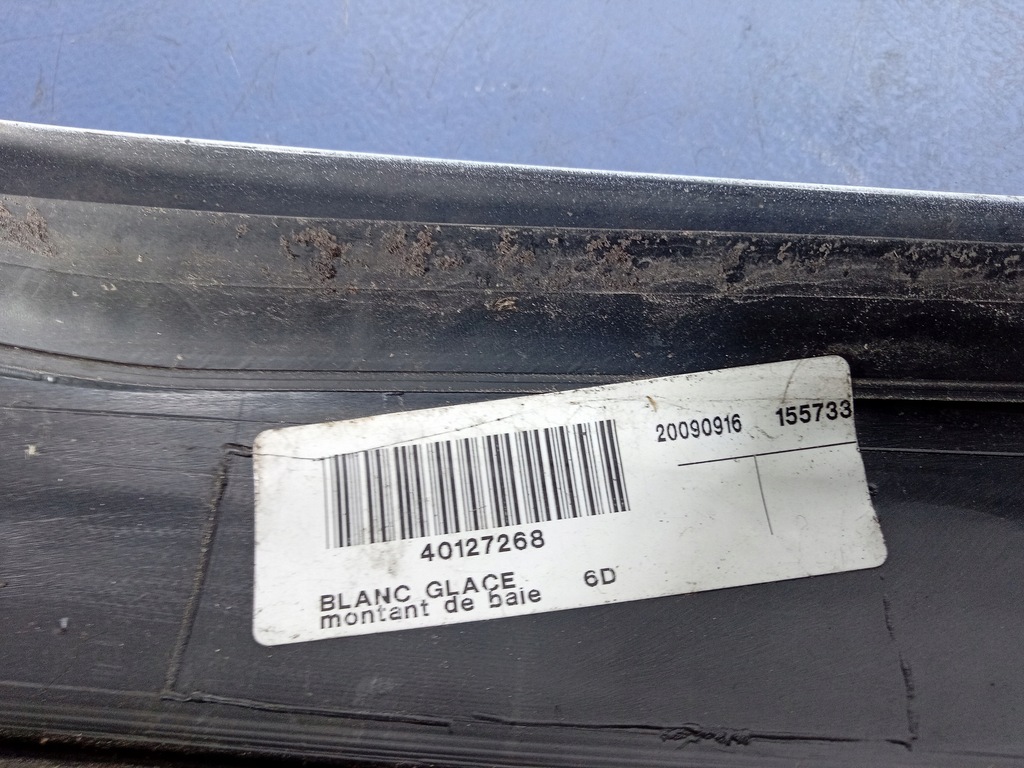 20090916 155733
40127268
BLANC GLACE 6D
montant de baie